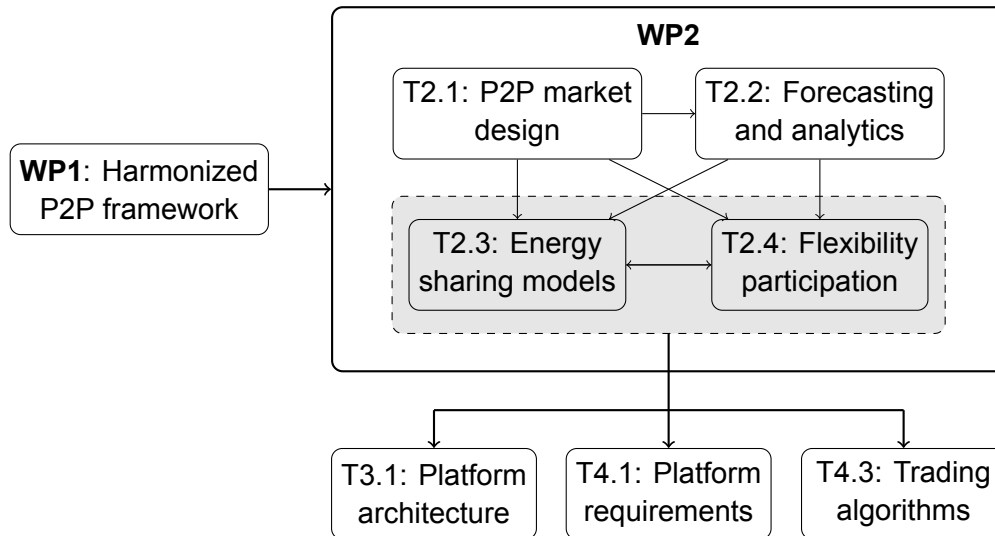 WP2
T2.1: P2P market
design
T2.2: Forecasting
and analytics
WP1: Harmonized
P2P framework
T2.3: Energy
sharing models
T2.4: Flexibility
participation
T3.1: Platform
architecture
T4.1: Platform
requirements
T4.3: Trading
algorithms